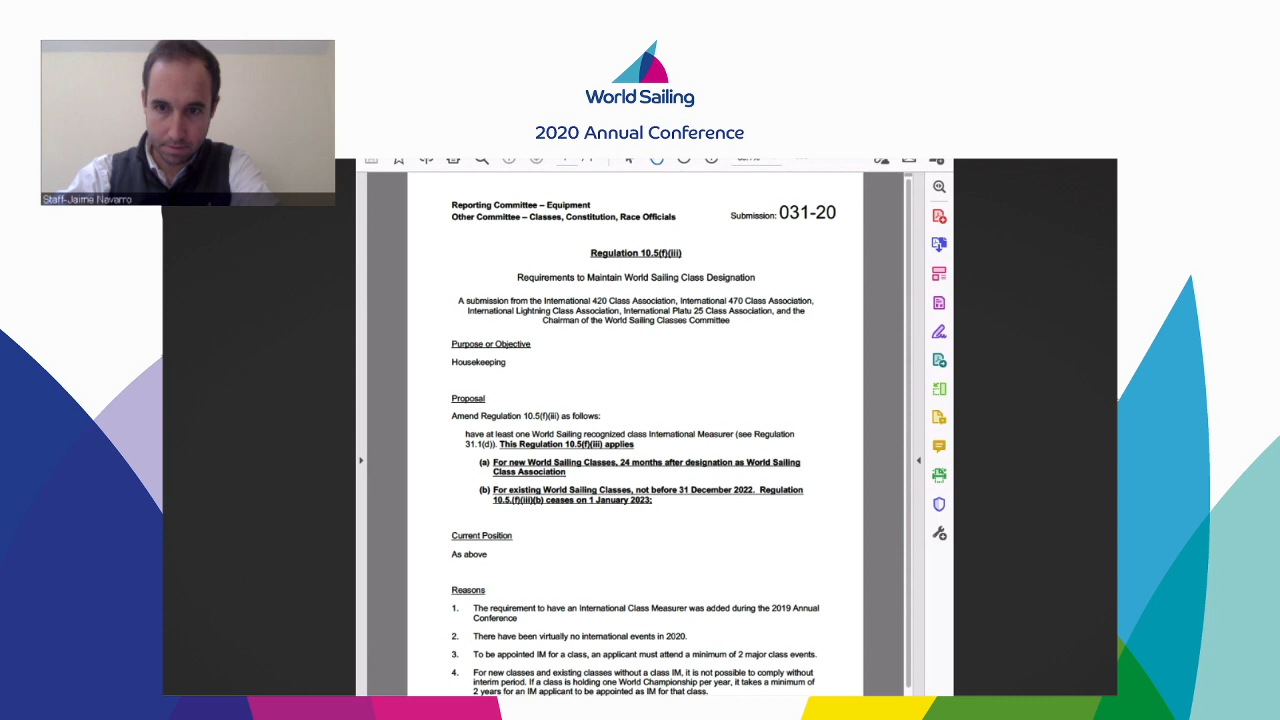 World Sailing
2020 Annual Conference
Staff-Jaime Navarro
Reporting Committee – Equipment
Other Committee – Classes, Constitution, Race Officials
Submission: 031-20
Regulation 10.5(f)(iii)
Requirements to Maintain World Sailing Class Designation
A submission from the International 420 Class Association, International 470 Class Association,
International Lightning Class Association, International Platu 25 Class Association, and the
Chairman of the World Sailing Classes Committee
Purpose or Objective
Housekeeping
Proposal
Amend Regulation 10.5(f)(iii) as follows:
have at least one World Sailing recognized class International Measurer (see Regulation
31.1(d)). This Regulation 10.5(f)(iii) applies
(a) For new World Sailing Classes, 24 months after designation as World Sailing
Class Association
(b) For existing World Sailing Classes, not before 31 December 2022. Regulation
10.5.(f)(iii)(b) ceases on 1 January 2023;
Current Position
As above
Reasons
1. The requirement to have an International Class Measurer was added during the 2019 Annual
Conference
2. There have been virtually no international events in 2020.
3. To be appointed IM for a class, an applicant must attend a minimum of 2 major class events.
4. For new classes and existing classes without a class IM, it is not possible to comply without
interim period. If a class is holding one World Championship per year, it takes a minimum of
2 years for an IM applicant to be appointed as IM for that class.